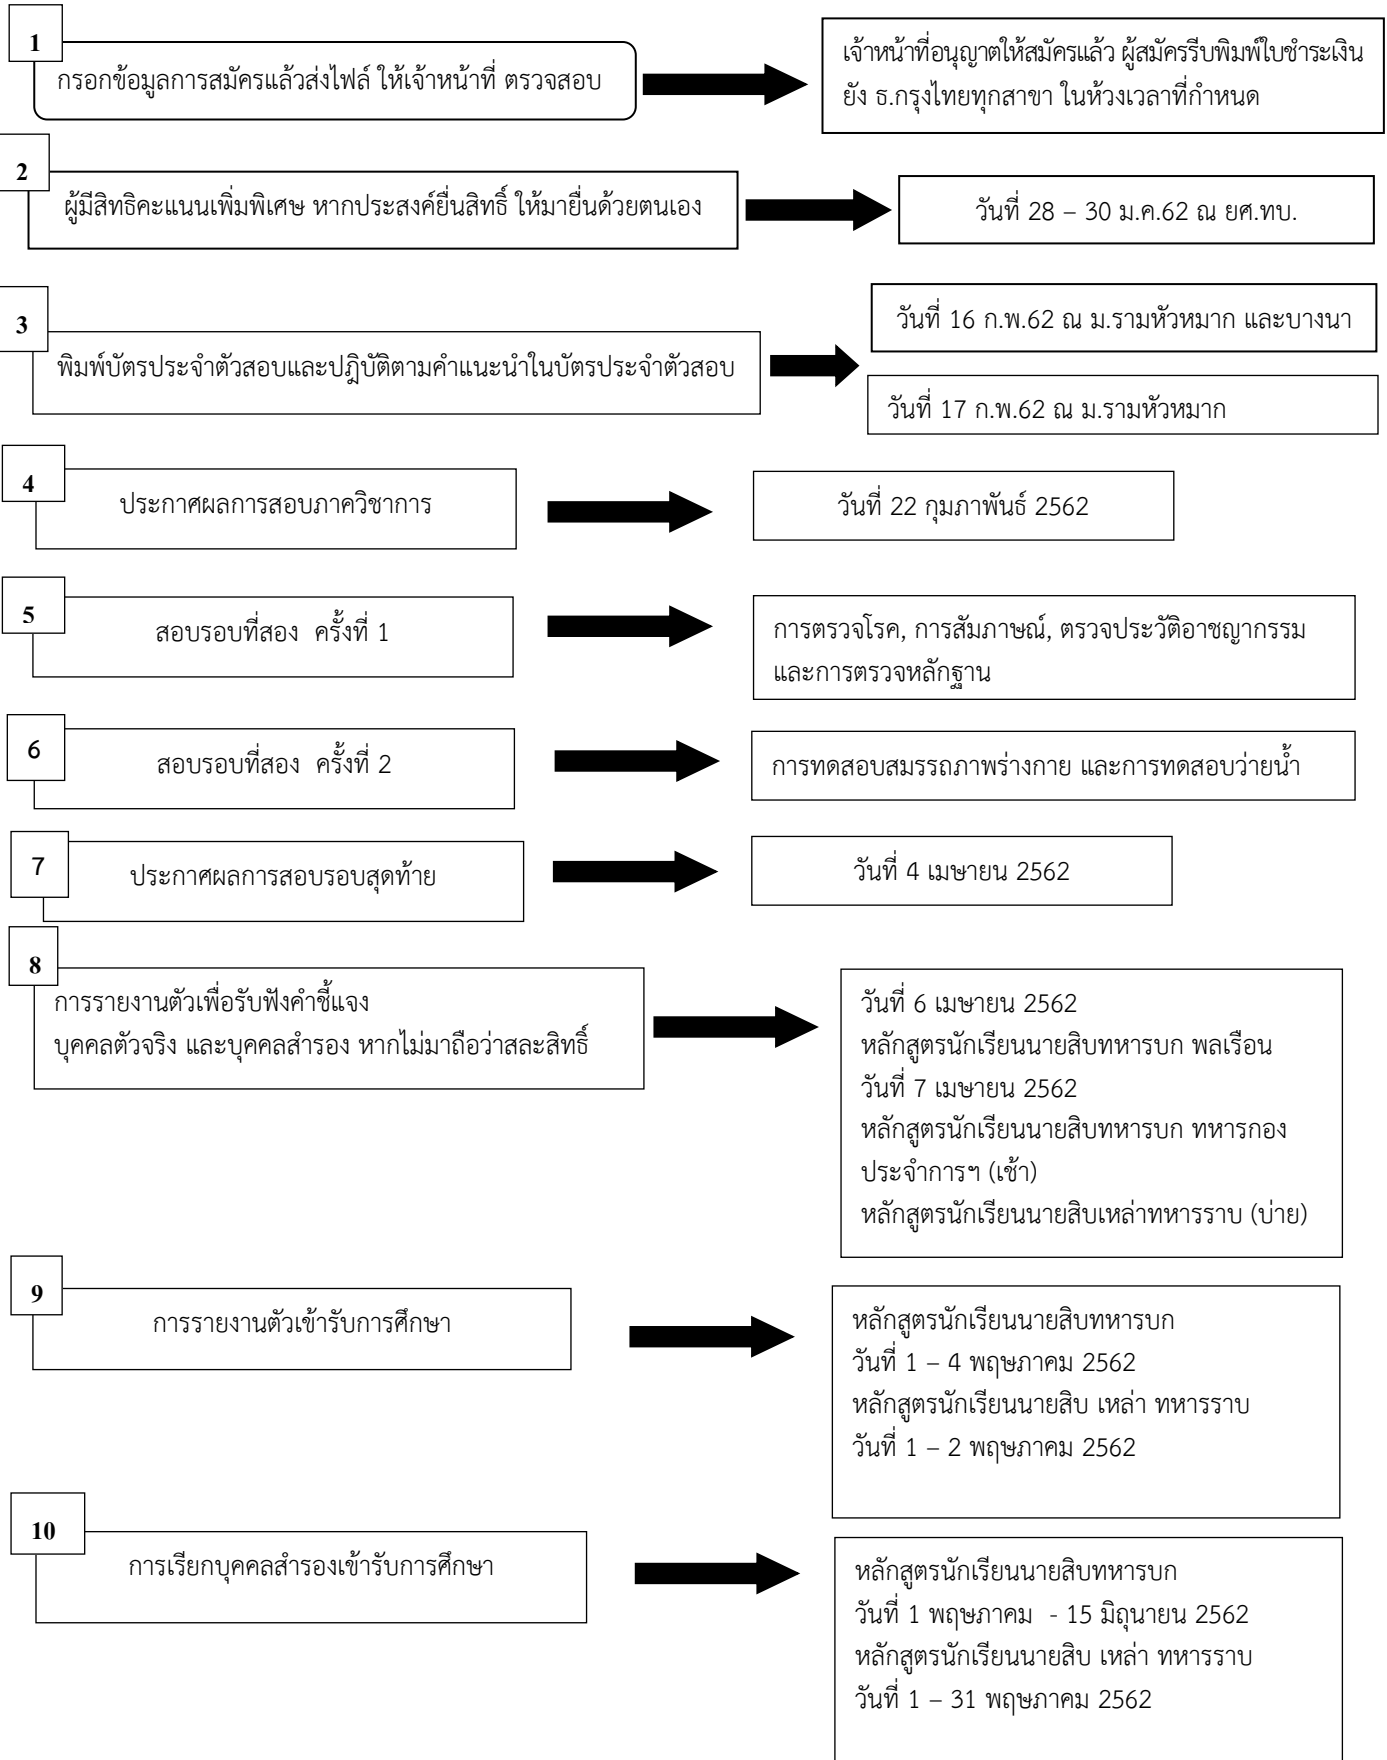 1
กรอกข้อมูลการสมัครแล้วส่งไฟล์ ให้เจ้าหน้าที่ ตรวจสอบ
เจ้าหน้าที่อนุญาตให้สมัครแล้ว ผู้สมัครรีบพิมพ์ใบชำระเงิน
ยัง ธ.กรุงไทยทุกสาขา ในห้วงเวลาที่กำหนด
2
ผู้มีสิทธิคะแนนเพิ่มพิเศษ หากประสงค์ยื่นสิทธิ์ ให้มายื่นด้วยตนเอง
วันที่ 28 – 30 ม.ค.62 ณ ยศ.ทบ.
3
พิมพ์บัตรประจำตัวสอบและปฎิบัติตามคำแนะนำในบัตรประจำตัวสอบ
วันที่ 16 ก.พ.62 ณ ม.รามหัวหมาก และบางนา
วันที่ 17 ก.พ.62 ณ ม.รามหัวหมาก
4
ประกาศผลการสอบภาควิชาการ
วันที่ 22 กุมภาพันธ์ 2562
5
สอบรอบที่สอง ครั้งที่ 1
การตรวจโรค, การสัมภาษณ์, ตรวจประวัติอาชญากรรม
และการตรวจหลักฐาน
6
สอบรอบที่สอง ครั้งที่ 2
การทดสอบสมรรถภาพร่างกาย และการทดสอบว่ายน้ำ
7
ประกาศผลการสอบรอบสุดท้าย
วันที่ 4 เมษายน 2562
8
การรายงานตัวเพื่อรับฟังคำชี้แจง
บุคคลตัวจริง และบุคคลสำรอง หากไม่มาถือว่าสละสิทธิ์
วันที่ 6 เมษายน 2562
หลักสูตรนักเรียนนายสิบทหารบก พลเรือน
วันที่ 7 เมษายน 2562
หลักสูตรนักเรียนนายสิบทหารบก ทหารกอง
ประจำการฯ (เช้า)
หลักสูตรนักเรียนนายสิบเหล่าทหารราบ (บ่าย)
9
การรายงานตัวเข้ารับการศึกษา
หลักสูตรนักเรียนนายสิบทหารบก
วันที่ 1 – 4 พฤษภาคม 2562
หลักสูตรนักเรียนนายสิบ เหล่า ทหารราบ
วันที่ 1 – 2 พฤษภาคม 2562
10
การเรียกบุคคลสำรองเข้ารับการศึกษา
หลักสูตรนักเรียนนายสิบทหารบก
วันที่ 1 พฤษภาคม - 15 มิถุนายน 2562
หลักสูตรนักเรียนนายสิบ เหล่า ทหารราบ
วันที่ 1 – 31 พฤษภาคม 2562